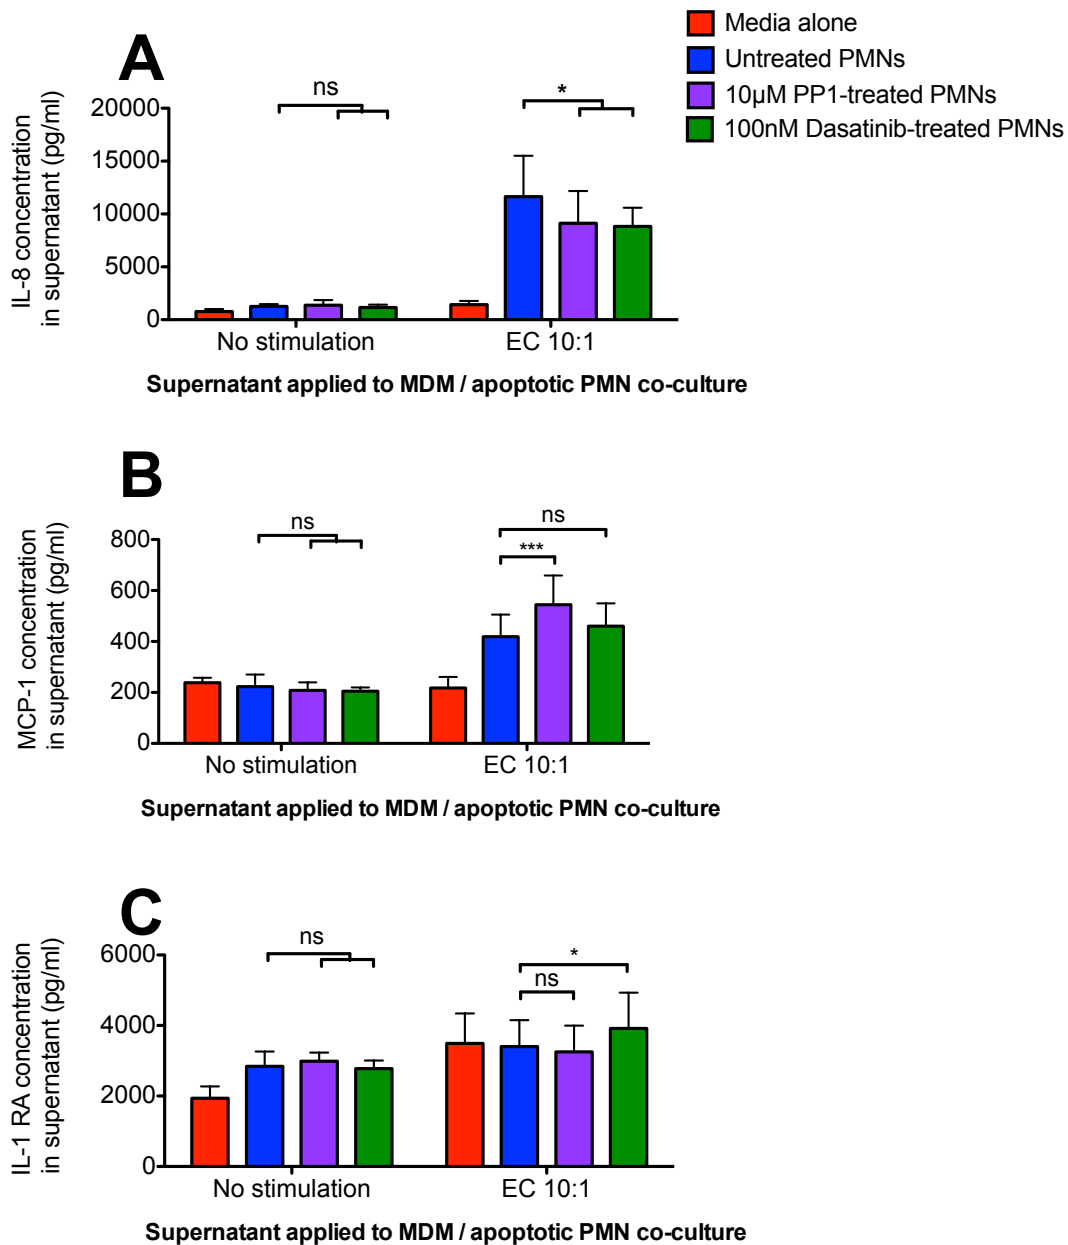 Media alone
Untreated PMNs
10µM PP1-treated PMNs
100nM Dasatinib-treated PMNs
A
IL-8 concentration
in supernatant (pg/ml)
20000
15000
10000
5000
0
ns
*
No stimulation
EC 10:1
Supernatant applied to MDM / apoptotic PMN co-culture
B
MCP-1 concentration
in supernatant (pg/ml)
800
600
400
200
0
ns
ns
***
No stimulation
EC 10:1
Supernatant applied to MDM / apoptotic PMN co-culture
C
IL-1 RA concentration
in supernatant (pg/ml)
6000
4000
2000
0
ns
*
ns
No stimulation
EC 10:1
Supernatant applied to MDM / apoptotic PMN co-culture